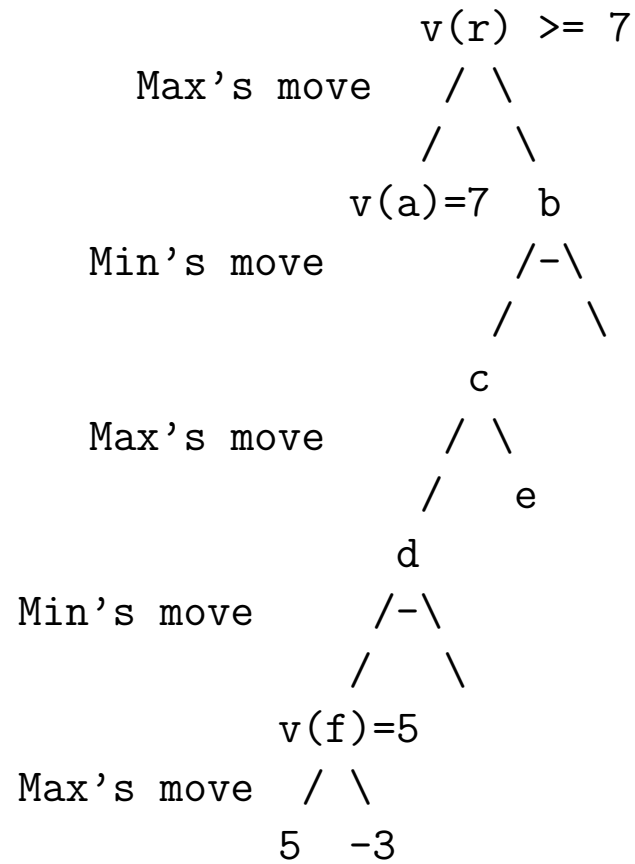 v(r) >= 7
Max's move / \
/ \
v(a)=7 b
Min's move /-\
/ \
c
Max's move / \
/ e
d
Min's move /-\
/ \
v(f)=5
Max's move / \
5 -3